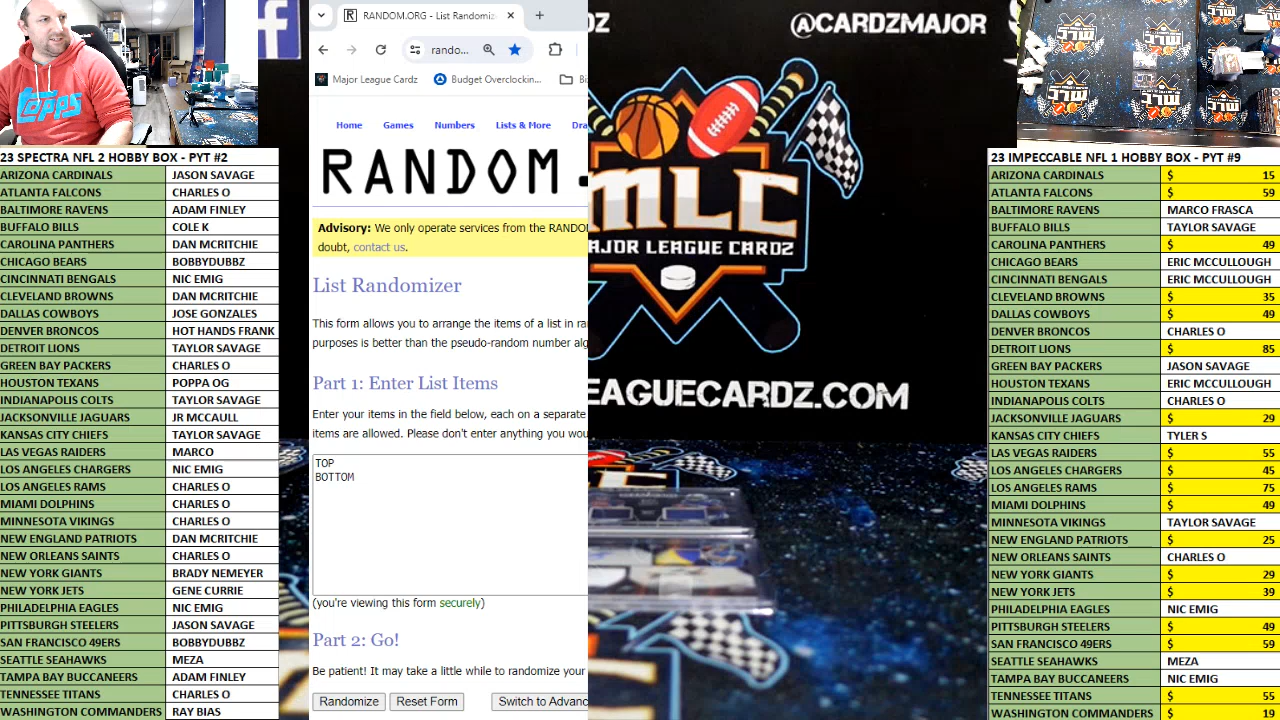 23 SPECTRA NFL 2 HOBBY BOX - PYT #2
ARIZONA CARDINALS JASON SAVAGE
ATLANTA FALCONS CHARLES O
BALTIMORE RAVENS ADAM FINLEY
BUFFALO BILLS COLE K
CAROLINA PANTHERS DAN MCRITCHIE
CHICAGO BEARS BOBBYDUBBZ
CINCINNATI BENGALS NIC EMIG
CLEVELAND BROWNS DAN MCRITCHIE
DALLAS COWBOYS JOSE GONZALES
DENVER BRONCOS HOT HANDS FRANK
DETROIT LIONS TAYLOR SAVAGE
GREEN BAY PACKERS CHARLES O
HOUSTON TEXANS POPPA OG
INDIANAPOLIS COLTS TAYLOR SAVAGE
JACKSONVILLE JAGUARS JR MCCAULL
KANSAS CITY CHIEFS TAYLOR SAVAGE
LAS VEGAS RAIDERS MARCO
LOS ANGELES CHARGERS NIC EMIG
LOS ANGELES RAMS CHARLES O
MIAMI DOLPHINS CHARLES O
MINNESOTA VIKINGS CHARLES O
NEW ENGLAND PATRIOTS DAN MCRITCHIE
NEW ORLEANS SAINTS CHARLES O
NEW YORK GIANTS BRADY NEMEYER
NEW YORK JETS GENE CURRIE
PHILADELPHIA EAGLES NIC EMIG
PITTSBURGH STEELERS JASON SAVAGE
SAN FRANCISCO 49ERS BOBBYDUBBZ
SEATTLE SEAHAWKS MEZA
TAMPA BAY BUCCANEERS ADAM FINLEY
TENNESSEE TITANS CHARLES O
WASHINGTON COMMANDERS RAY BIAS
TOPPS
RANDOM.ORG - List Randomiz
rando...
Major League Cardz Budget Overclockin... Bi
Home Games Numbers Lists & More Dra
RANDOM.
Advisory: We only operate services from the RANDO
doubt, contact us.
List Randomizer
This form allows you to arrange the items of a list in ra
purposes is better than the pseudo-random number alg
Part 1: Enter List Items
Enter your items in the field below, each on a separate
items are allowed. Please don't enter anything you wou
TOP
BOTTOM
(you're viewing this form securely)
Part 2: Go!
Be patient! It may take a little while to randomize your
Randomize Reset Form Switch to Advanc
DZ @CARDZMAJOR
MLC
AJOR LEAGUE CARDZ
EAGUECARDZ.COM
23 IMPECCABLE NFL 1 HOBBY BOX - PYT #9
ARIZONA CARDINALS $ 15
ATLANTA FALCONS $ 59
BALTIMORE RAVENS MARCO FRASCA
BUFFALO BILLS TAYLOR SAVAGE
CAROLINA PANTHERS $ 49
CHICAGO BEARS ERIC MCCULLOUGH
CINCINNATI BENGALS ERIC MCCULLOUGH
CLEVELAND BROWNS $ 35
DALLAS COWBOYS $ 49
DENVER BRONCOS CHARLES O
DETROIT LIONS $ 85
GREEN BAY PACKERS JASON SAVAGE
HOUSTON TEXANS ERIC MCCULLOUGH
INDIANAPOLIS COLTS CHARLES O
JACKSONVILLE JAGUARS $ 29
KANSAS CITY CHIEFS TYLER S
LAS VEGAS RAIDERS $ 55
LOS ANGELES CHARGERS $ 45
LOS ANGELES RAMS $ 75
MIAMI DOLPHINS $ 49
MINNESOTA VIKINGS TAYLOR SAVAGE
NEW ENGLAND PATRIOTS $ 25
NEW ORLEANS SAINTS CHARLES O
NEW YORK GIANTS $ 29
NEW YORK JETS $ 39
PHILADELPHIA EAGLES NIC EMIG
PITTSBURGH STEELERS $ 49
SAN FRANCISCO 49ERS $ 59
SEATTLE SEAHAWKS MEZA
TAMPA BAY BUCCANEERS NIC EMIG
TENNESSEE TITANS $ 55
WASHINGTON COMMANDERS $ 19